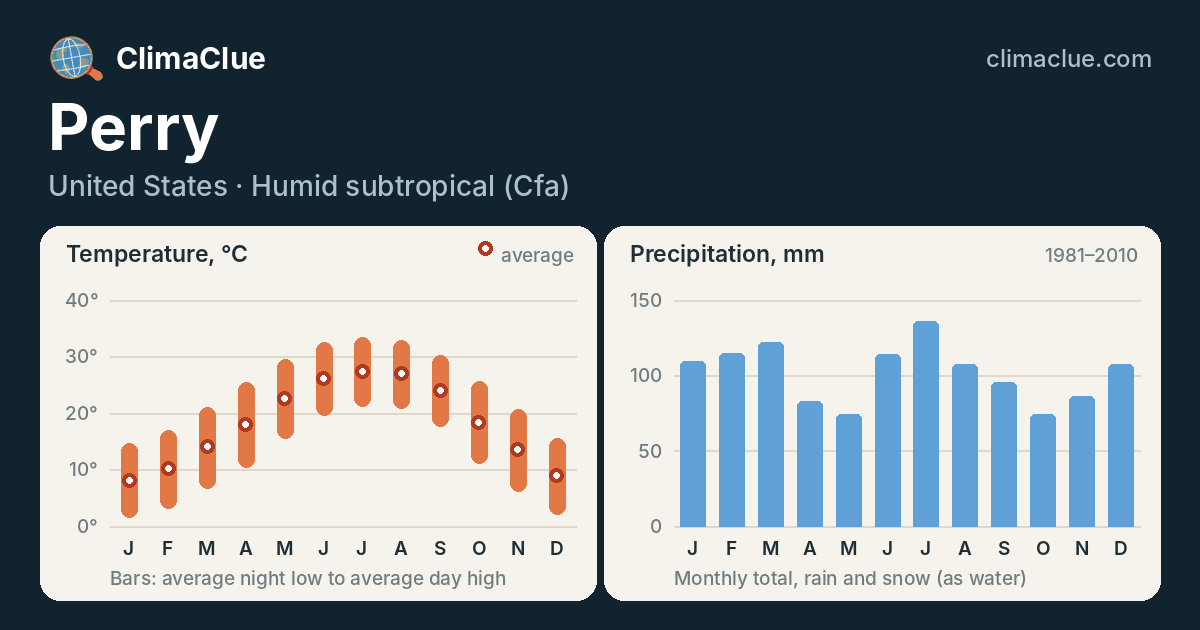 ClimaClue
climaclue.com
Perry
United States · Humid subtropical (Cfa)
Temperature, °C
average
40°
30°
20°
10°
0°
J F M A M J J A S O N D
Bars: average night low to average day high
Precipitation, mm
1981–2010
150
100
50
0
J F M A M J J A S O N D
Monthly total, rain and snow (as water)